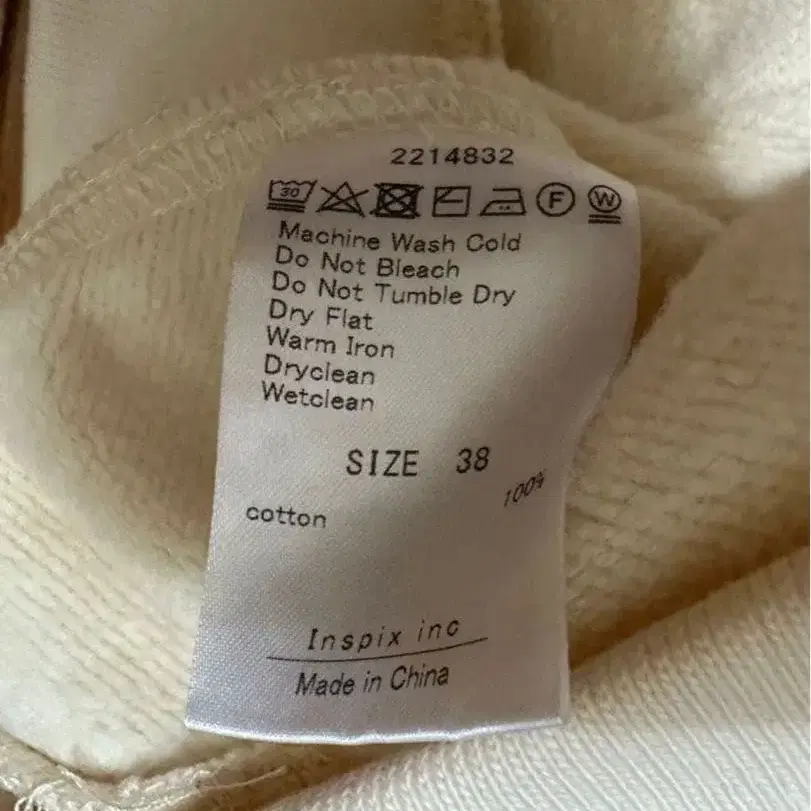 2214832
30 F W
Machine Wash Cold
Do Not Bleach
Do Not Tumble Dry
Dry Flat
Warm Iron
Dryclean
Wetclean
SIZE 38
cotton 100%
Inspix inc
Made in China